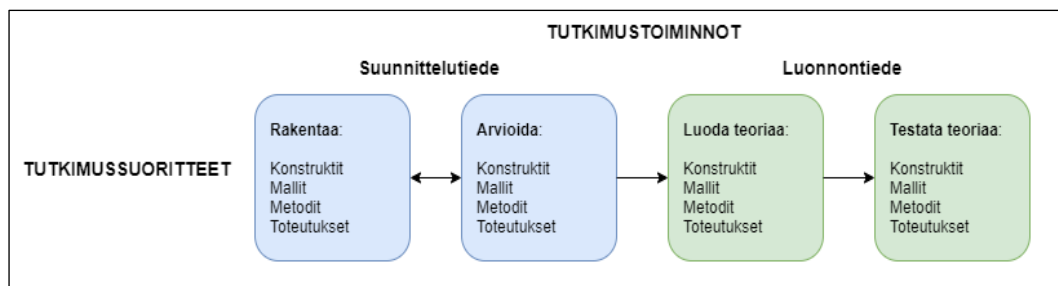 TUTKIMUSTOIMINNOT
Suunnittelutiede
Luonnontiede
TUTKIMUSSUORITTEET
Rakentaa:
Konstruktit
Mallit
Metodit
Toteutukset
Arvioida:
Konstruktit
Mallit
Metodit
Toteutukset
Luoda teoriaa:
Konstruktit
Mallit
Metodit
Toteutukset
Testata teoriaa:
Konstruktit
Mallit
Metodit
Toteutukset